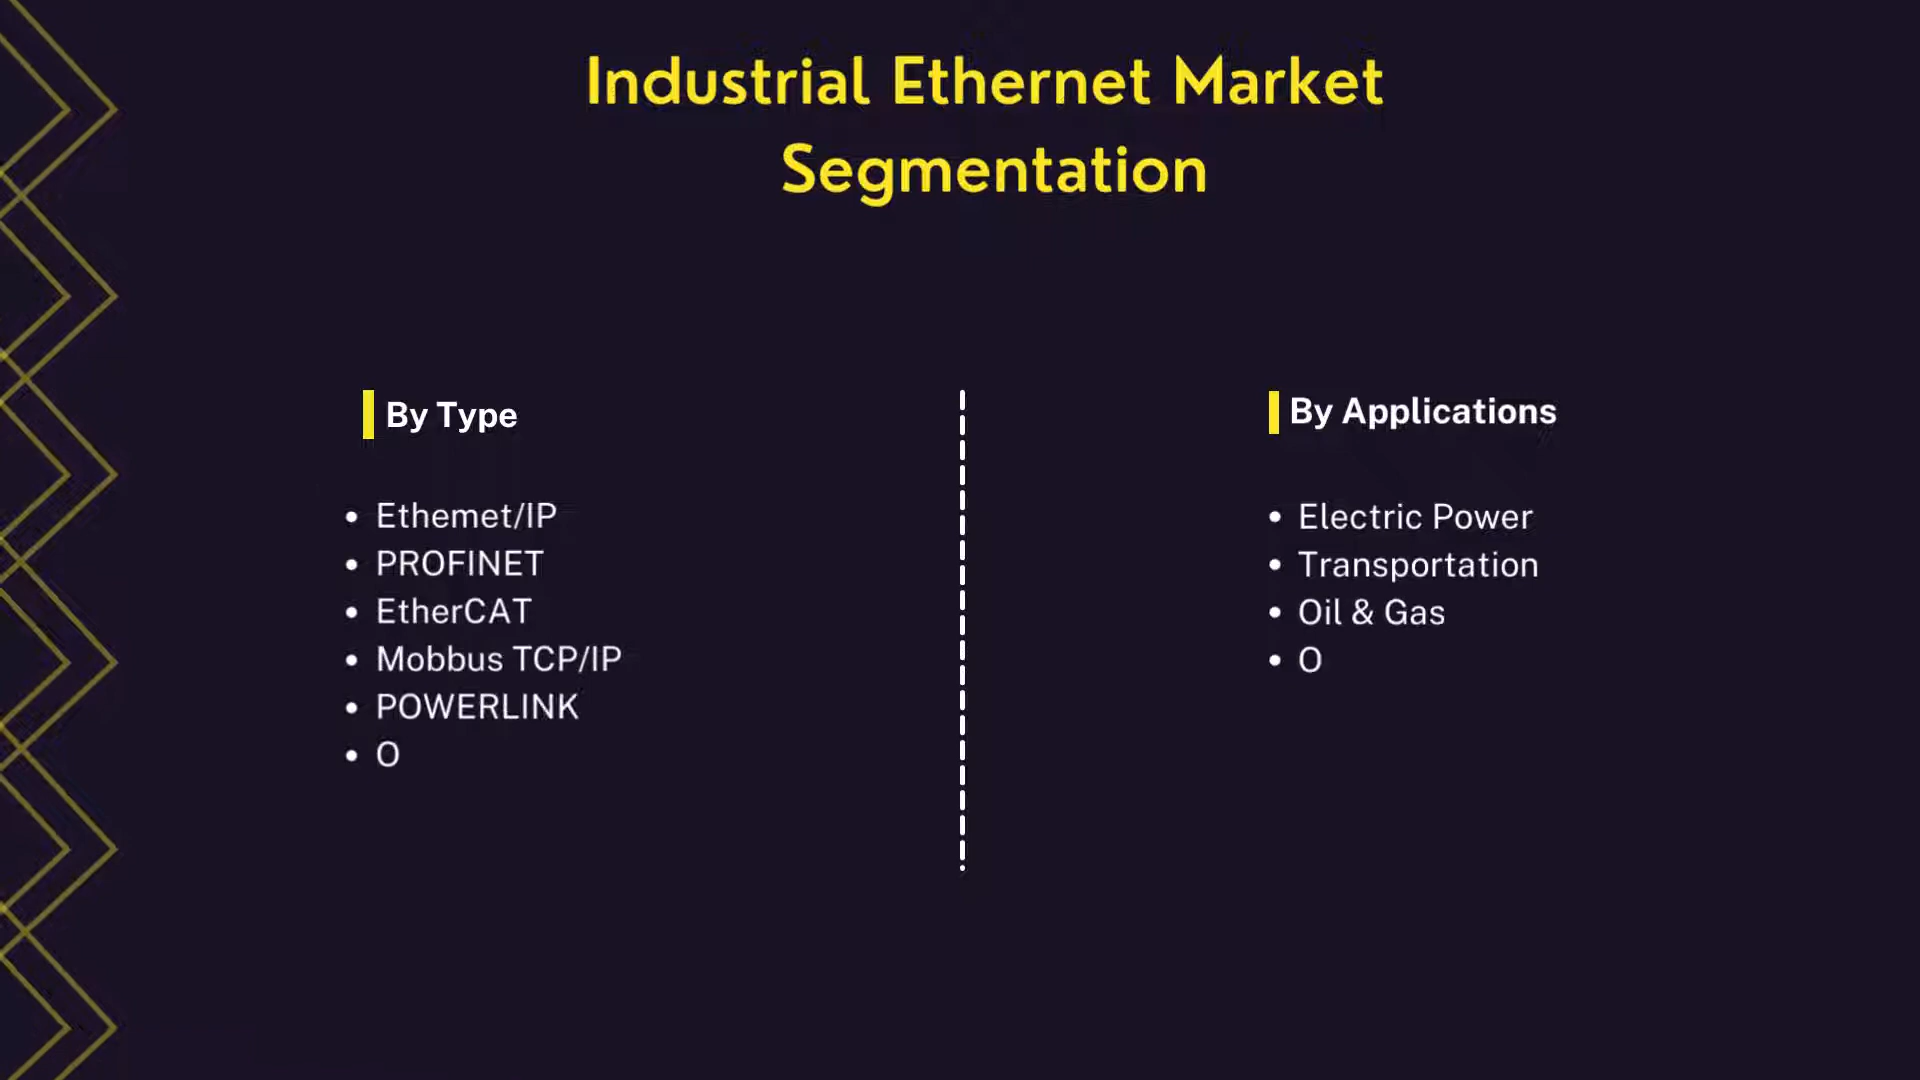 Industrial Ethernet Market
Segmentation
By Type
• Ethemet/IP
• PROFINET
• EtherCAT
• Mobbus TCP/IP
• POWERLINK
• O
By Applications
• Electric Power
• Transportation
• Oil & Gas
• O